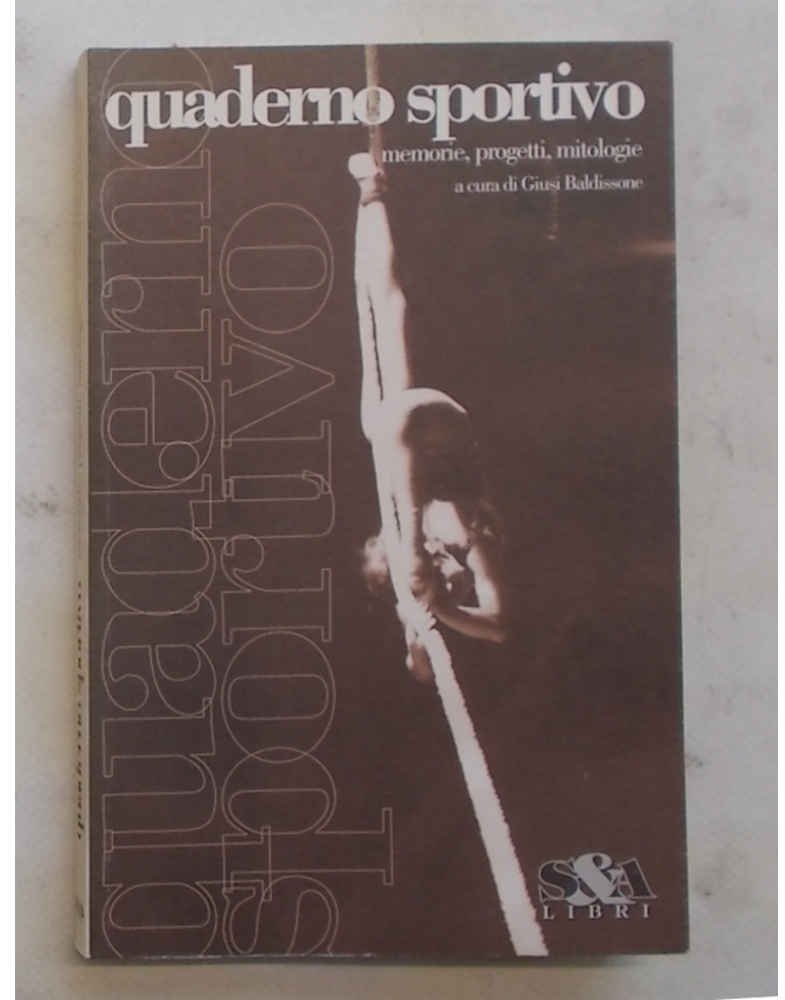 quaderno sportivo
memorie, progetti, mitologie
a cura di Giusi Baldissone
quaderno
sportivo
S&A
LIBRI